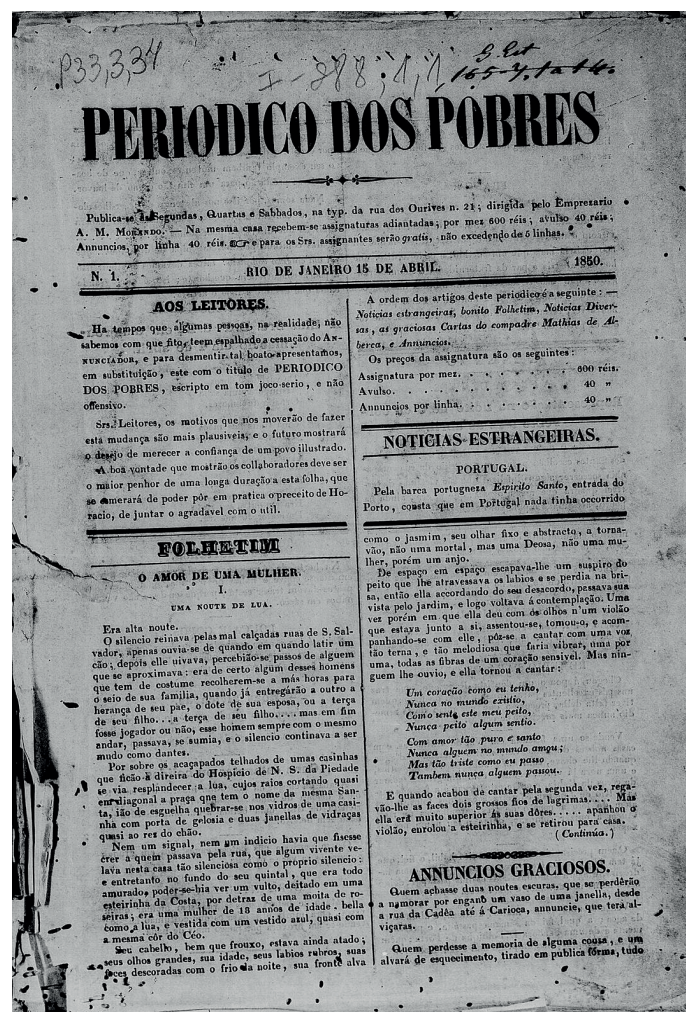 P33,3,34
I-288,1,1,
G. Est
165-7, 1a14.
PERIODICO DOS POBRES
Publica-se ás Segundas, Quartas e Sabbados, na typ. da rua dos Ourives n. 21; dirigida pelo Emprezario
A. M. MORANDO. — Na mesma casa recebem-se assignaturas adiantadas; por mez 600 réis; avulso 40 réis;
Annuncios, por linha 40 réis. ☞ e para os Srs. assignantes serão gratis, não excedendo de 5 linhas.
N. 1. RIO DE JANEIRO 15 DE ABRIL. 1850.
AOS LEITORES.
Ha tempos que algumas pessoas, na realidade, não
sabemos com que fito, teem espalhado a cessação do AN-
NUNCIADOR, e para desmentir tal boato apresentamos,
em substituição, este com o titulo de PERIODICO
DOS POBRES, escripto em tom joco-serio, e não
offensivo.
Srs. Leitores, os motivos que nos moverão de fazer
esta mudança são mais plausiveis, e o futuro mostrará
o desejo de merecer a confiança de um povo illustrado.
A boa vontade que mostrão os collaboradores deve ser
o maior penhor de uma longa duração a esta folha, que
se esmerará de poder pôr em pratica o preceito de Ho-
racio, de juntar o agradavel com o util.
A ordem dos artigos deste periodico é a seguinte: —
Noticias estrangeiras, bonito Folhetim, Noticias Diver-
sas, as graciosas Cartas do compadre Mathias de Al-
berca, e Annuncios.
Os preços da assignatura são os seguintes:
Assignatura por mez. . . . . . . . 600 réis.
Avulso. . . . . . . . . . 40 "
Annuncios por linha. . . . . . . . 40 "
NOTICIAS ESTRANGEIRAS.
PORTUGAL.
Pela barca portugueza Espirito Santo, entrada do
Porto, consta que em Portugal nada tinha occorrido
FOLHETIM
O AMOR DE UMA MULHER.
I.
UMA NOUTE DE LUA.
Era alta noute.
O silencio reinava pelas mal calçadas ruas de S. Sal-
vador, apenas ouvia-se de quando em quando latir um
cão; depois elle uivava, percebião-se passos de alguem
que se aproximava: era de certo algum desses homens
que tem de costume recolherem-se a más horas para
o seio de sua familia, quando já entregárão a outro a
herança de seu pae, o dote de sua esposa, ou a terça
de seu filho...a terça de seu filho....mas em fim
fosse jogador ou não, esse homem sempre com o mesmo
andar, passava, se sumia, e o silencio continava a ser
mudo como dantes.
Por sobre os acaçapados telhados de umas casinhas
que ficão á direira do Hospicio de N. S. da Piedade
se via resplandecer a lua, cujos raios cortando quasi
em diagonal a praça qne tem o nome da mesma San-
ta, ião de esguelha quebrar-se nos vidros de uma casi-
nha com porta de gelosia e duas janellas de vidraças
quasi ao res do chão.
Nem um signal, nem um indicio havia que fisesse
crer a quem passava pela rua, que algum vivente ve-
lava nesta casa tão silenciosa como o proprio silencio:
e entretanto no fundo do seu quintal, que era todo
amurado, poder-se-hia ver um vulto, deitado em uma
esteirinha da Costa, por detras de uma moita de ro-
seiras; era uma mulher de 18 annos de idade, bella
como a lua, e vestida com um vestido azul, quasi com
a mesma côr do Céo.
Seu cabello, bem que frouxo, estava ainda atado;
seus olhos grandes, sua idade, seus labios rubros, suas
faces descoradas com o frio da noite, sua fronte alva
como o jasmim, seu olhar fixo e abstracto, a torna-
vão, não uma mortal, mas uma Deosa, não uma mu-
lher, porém um anjo.
De espaço em espaço escapava-lhe um suspiro do
peito que lhe atravessava os labios e se perdia na bri-
sa, então ella accordando do seu desacordo, passava sua
vista pelo jardim, e logo voltava á contemplação. Uma
vez porém em que ella deu com os olhos n'um violão
que estava junto a si, assentou-se, tomou-o, e acom-
panhando-se com elle, pôz-se a cantar com uma voz
tão terna, e tão melodiosa que faria vibrar, uma por
uma, todas as fibras de um coração sensivel. Mas nin-
guem lhe ouvio, e ella tornou a cantar:
Um coração como eu tenho,
Nunca no mundo existio,
Como sente este meu peito,
Nunca peito algum sentio.
Com amor tão puro e santo
Nunca alguem no mundo amou;
Mas tão triste como eu passo
Tambem nunca alguem passou.
E quando acabou de cantar pela segunda vez, rega-
vão-lhe as faces dois grossos fios de lagrimas.... Mas
ella era muito superior ás suas dôres..... apanhou o
violão, enrolou a esteirinha, e se retirou para casa.
(Continúa.)
ANNUNCIOS GRACIOSOS.
Quem achasse duas noutes escuras, que se perdêrão
a namorar por engano um vaso de uma janella, desde
a rua da Cadêa até á Carioca, annuncie, que terá al-
viçaras.
Quem perdesse a memoria de alguma cousa, e um
alvará de esquecimento, tirado em publica fórma, tudo